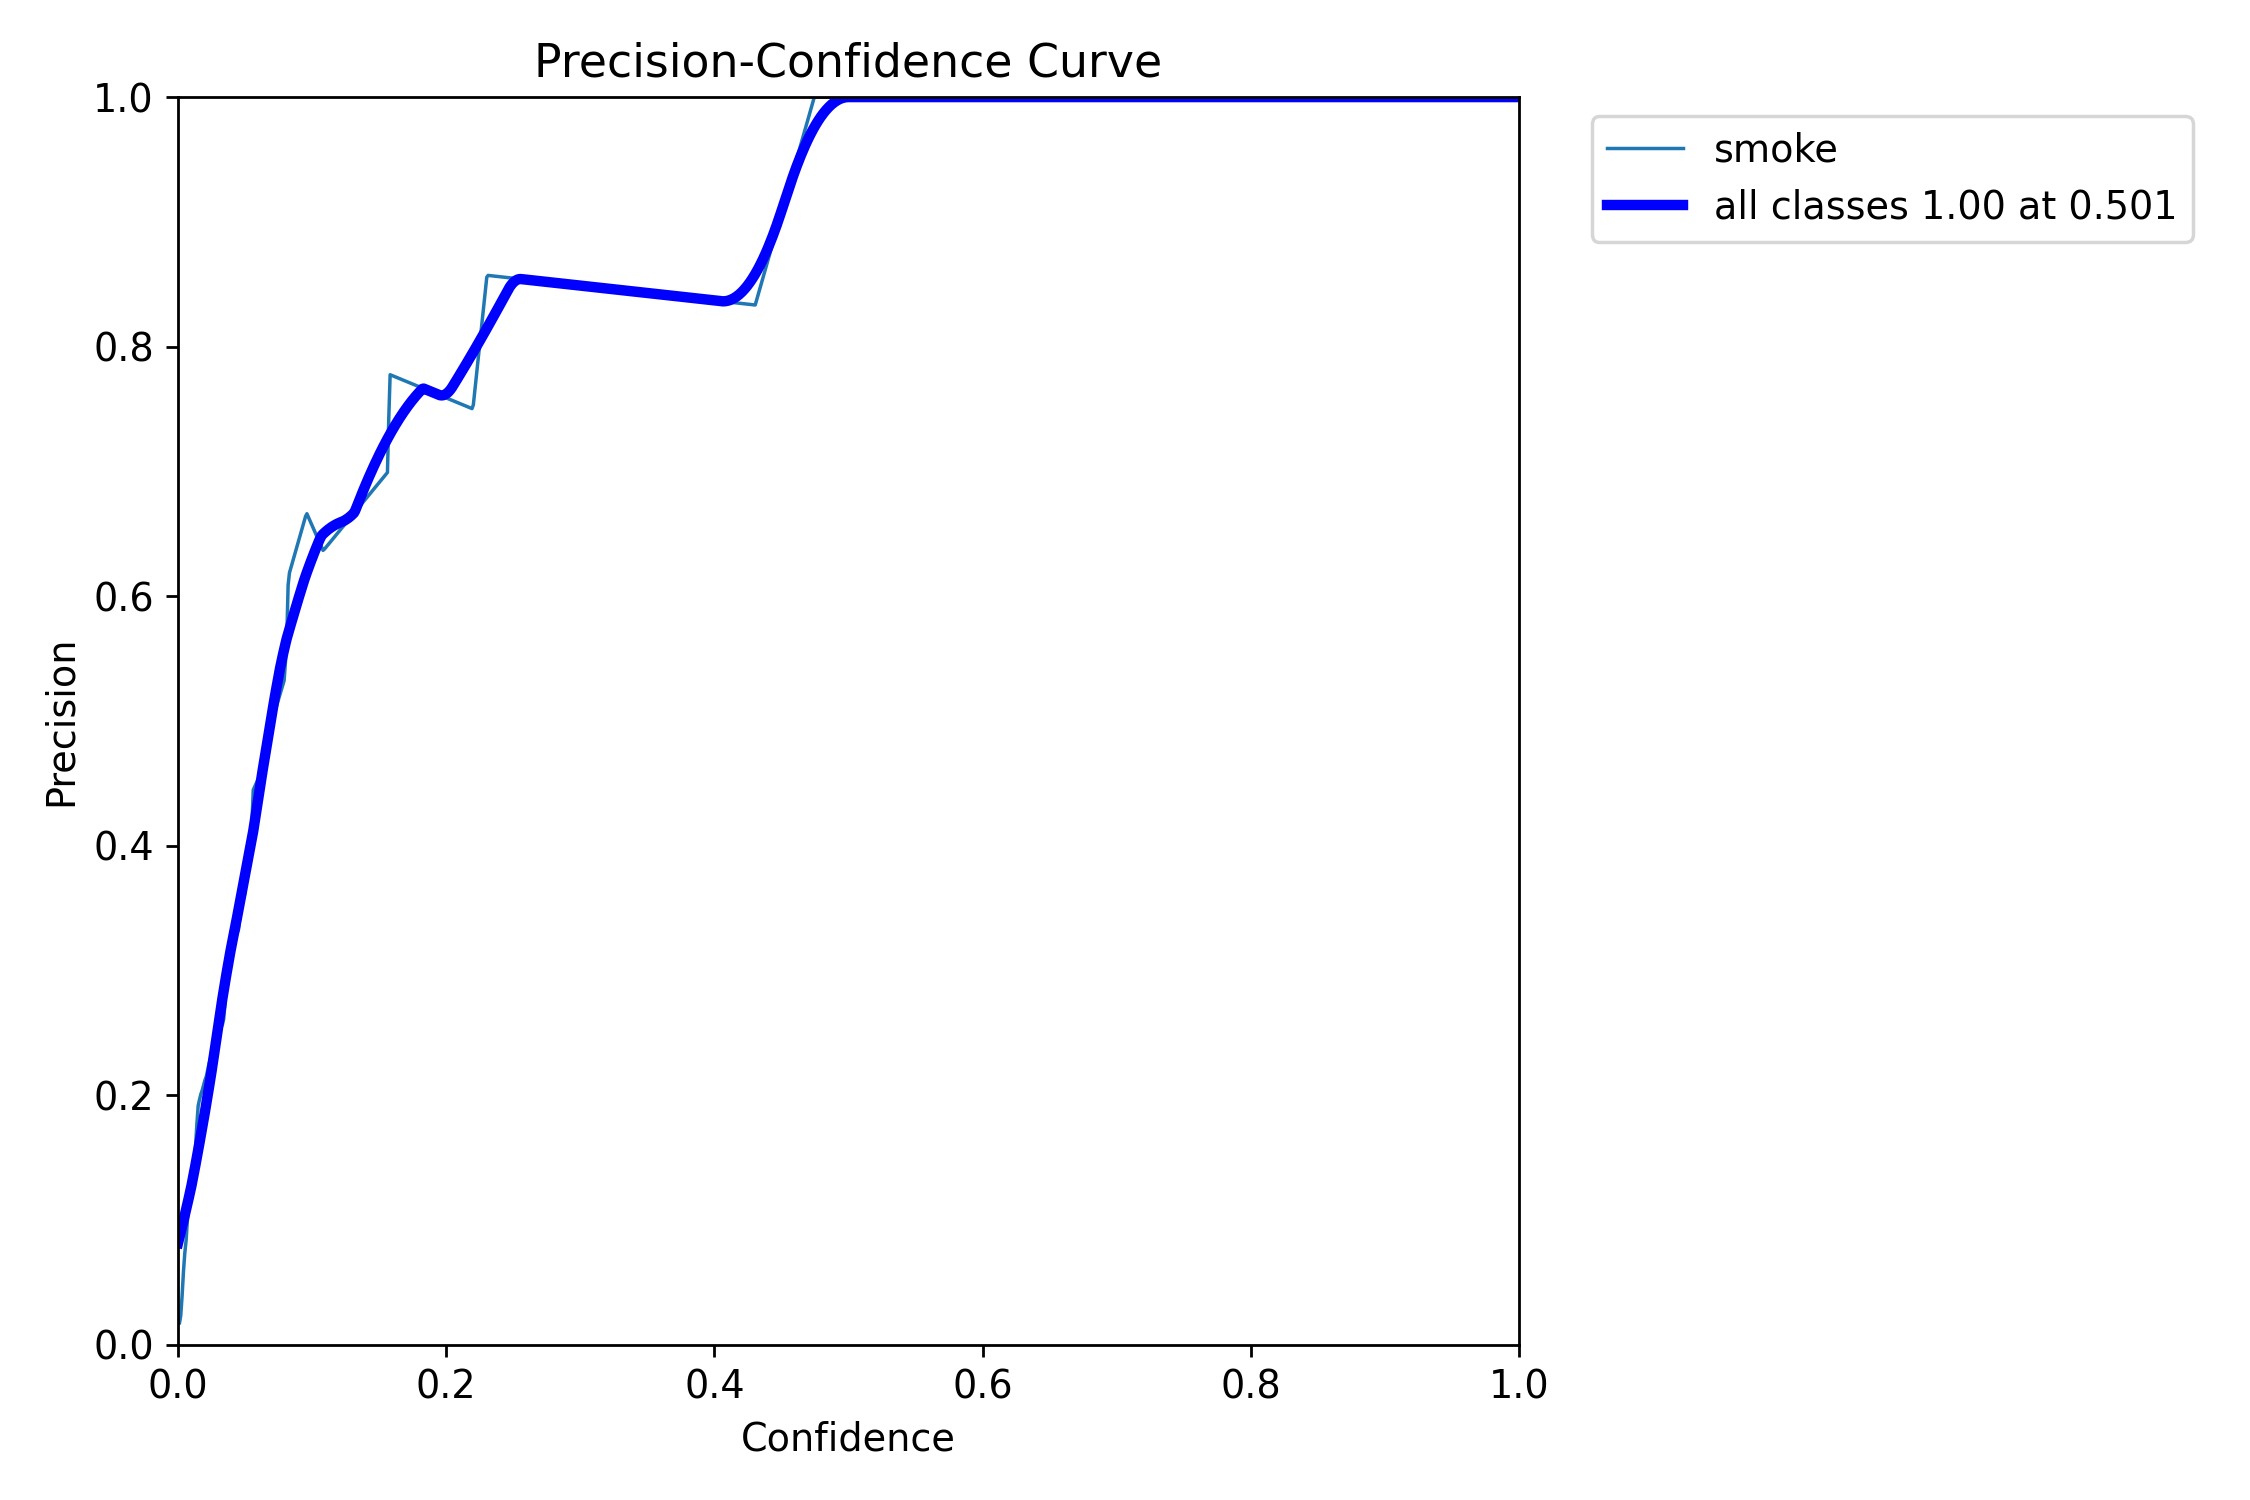 Precision-Confidence Curve
1.0
0.8
0.6
0.4
0.2
0.0
Precision
0.0 0.2 0.4 0.6 0.8 1.0
Confidence
smoke
all classes 1.00 at 0.501